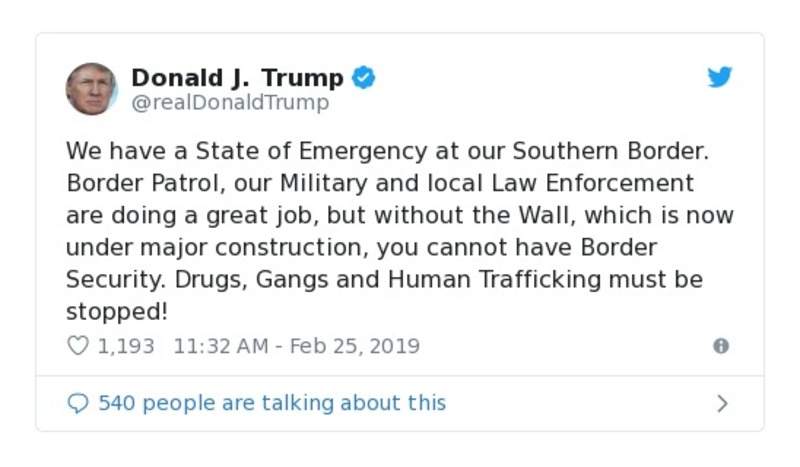 Donald J. Trump
@realDonaldTrump
We have a State of Emergency at our Southern Border.
Border Patrol, our Military and local Law Enforcement
are doing a great job, but without the Wall, which is now
under major construction, you cannot have Border
Security. Drugs, Gangs and Human Trafficking must be
stopped!
1,193 11:32 AM - Feb 25, 2019
540 people are talking about this